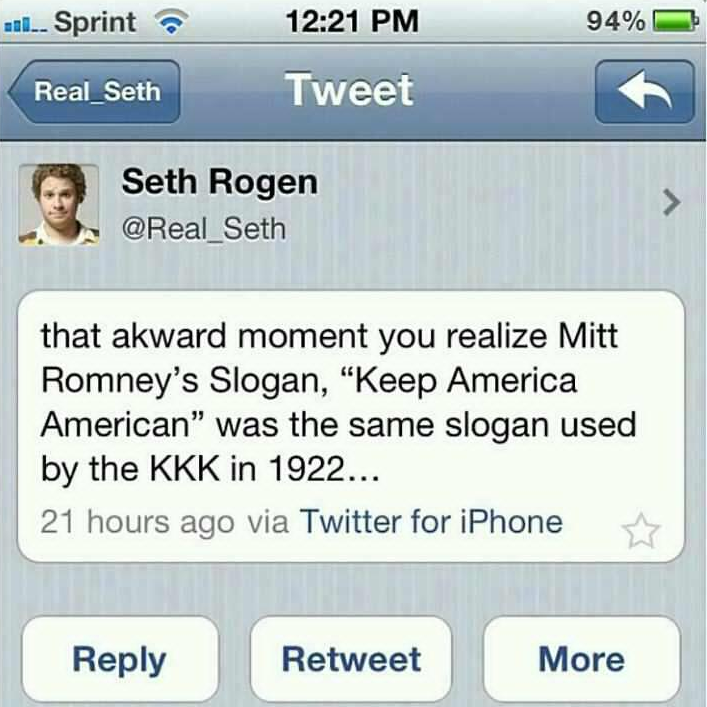 Sprint 12:21 PM 94%
Real_Seth Tweet
Seth Rogen
@Real_Seth
that akward moment you realize Mitt
Romney's Slogan, “Keep America
American” was the same slogan used
by the KKK in 1922...
21 hours ago via Twitter for iPhone
Reply Retweet More